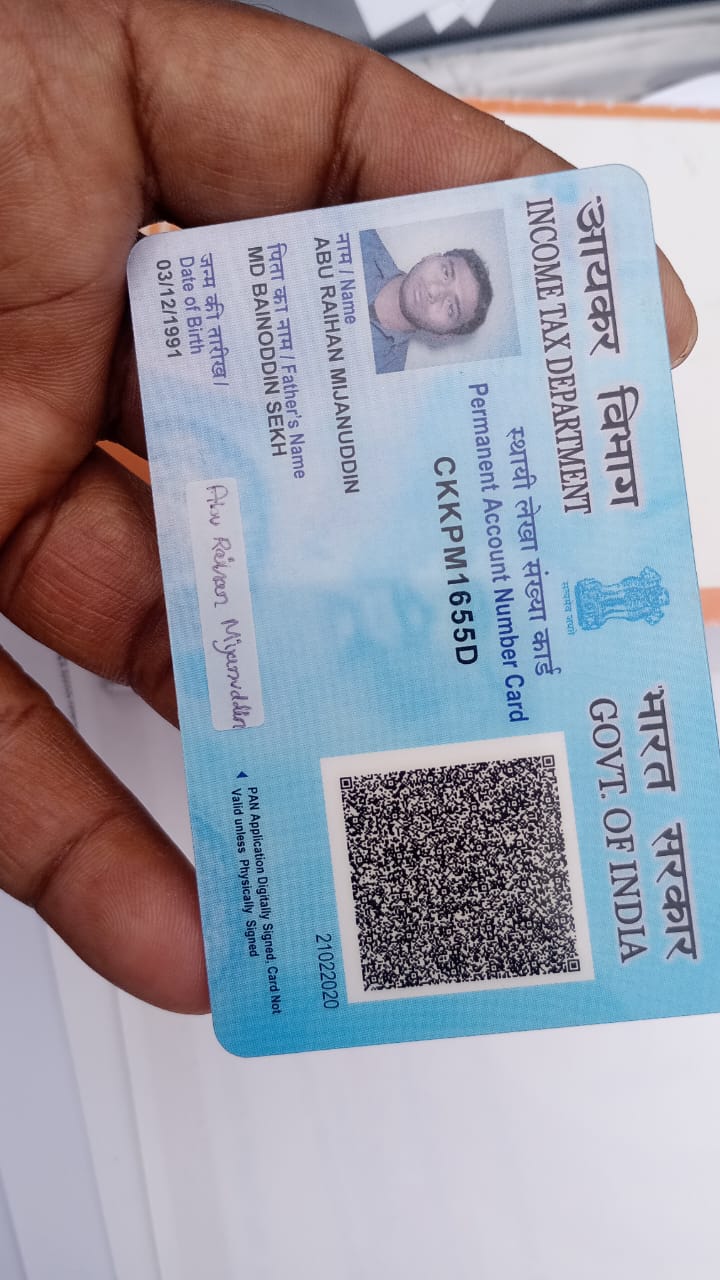 आयकर विभाग
INCOME TAX DEPARTMENT
सत्यमेव जयते
भारत सरकार
GOVT. OF INDIA
स्थायी लेखा संख्या कार्ड
Permanent Account Number Card
CKKPM1655D
नाम / Name
ABU RAIHAN MIJANUDDIN
पिता का नाम / Father's Name
MD BAINODDIN SEKH
जन्म की तारीख /
Date of Birth
03/12/1991
Abu Raihan Mijanuddin
21022020
PAN Application Digitally Signed, Card Not
Valid unless Physically Signed